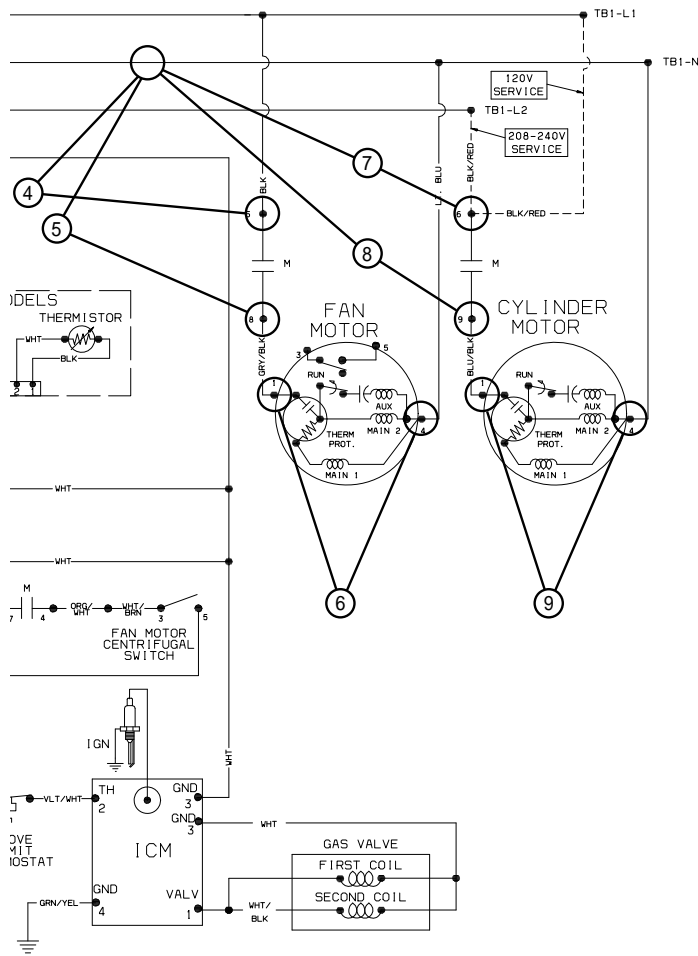 TB1-L1
TB1-N
120V
SERVICE
TB1-L2
208-240V
SERVICE
BLK
LT. BLU
BLK/RED
BLK/RED
7
4
5
6
5
8
M
M
8
9
GRY/BLK
BLU/BLK
ODELS
THERMISTOR
WHT
BLK
2
1
FAN
MOTOR
CYLINDER
MOTOR
3
5
RUN
AUX
MAIN 2
THERM
PROT.
MAIN 1
1
4
RUN
AUX
MAIN 2
THERM
PROT.
MAIN 1
1
4
WHT
WHT
6
9
M
7
4
ORG/
WHT
WHT/
BRN
3
5
FAN MOTOR
CENTRIFUGAL
SWITCH
IGN
WHT
VLT/WHT
TH
2
GND
3
GND
3
ICM
WHT
GAS VALVE
FIRST COIL
SECOND COIL
OVE
MIT
MOSTAT
GRN/YEL
GND
4
VALV
1
WHT/
BLK